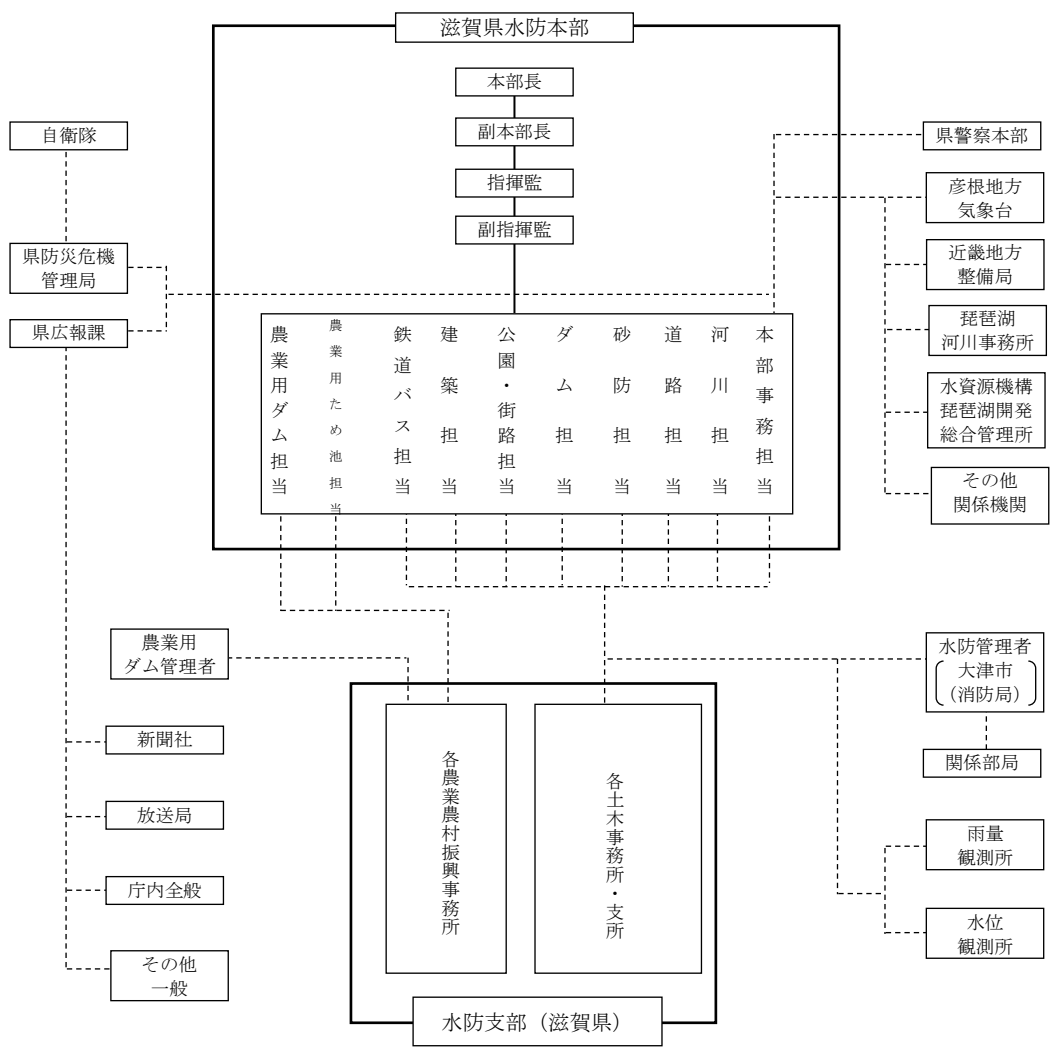 滋賀県水防本部
本部長
副本部長
指揮監
副指揮監
自衛隊
県防災危機
管理局
県広報課
県警察本部
彦根地方
気象台
近畿地方
整備局
琵琶湖
河川事務所
水資源機構
琵琶湖開発
総合管理所
その他
関係機関
農業用ダム担当
農業用ため池担当
鉄道バス担当
建築担当
公園・街路担当
ダム担当
砂防担当
道路担当
河川担当
本部事務担当
農業用
ダム管理者
新聞社
放送局
庁内全般
その他
一般
水防管理者
大津市
（消防局）
関係部局
雨量
観測所
水位
観測所
各農業農村振興事務所
各土木事務所・支所
水防支部（滋賀県）